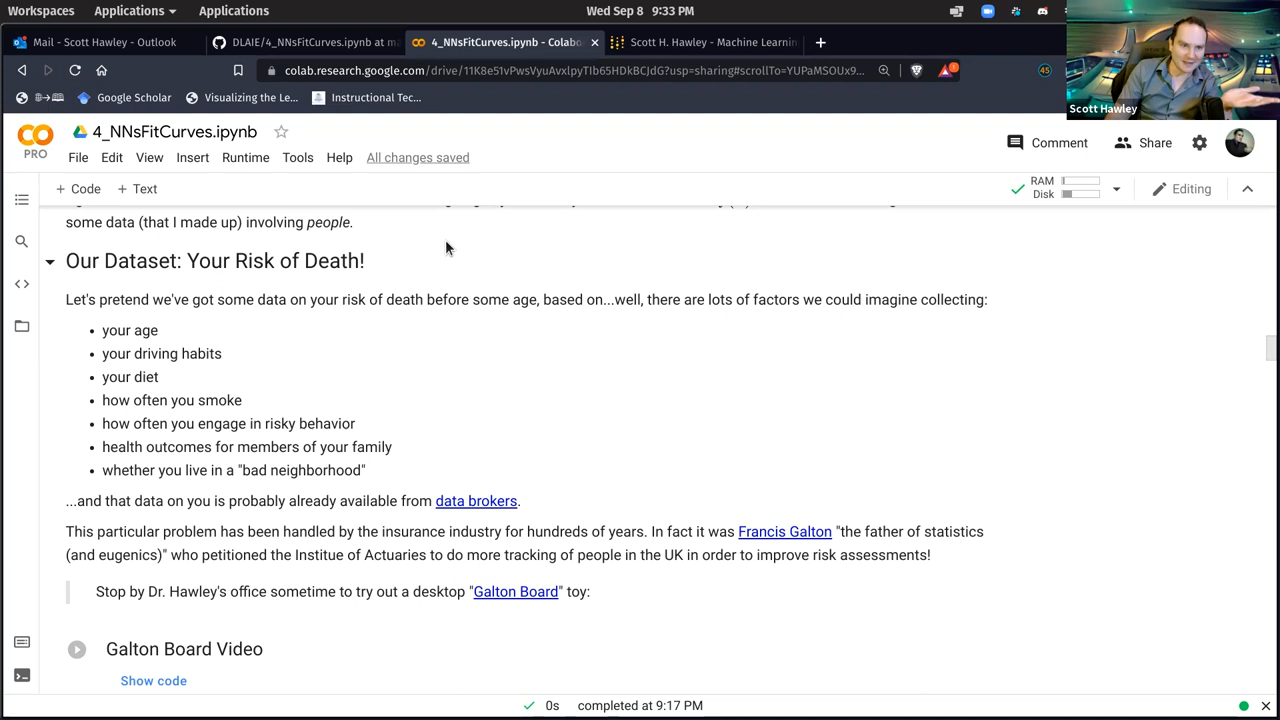 Workspaces Applications Applications Wed Sep 8 9:33 PM
Mail - Scott Hawley - Outlook DLAIE/4_NNsFitCurves.ipynb at ma 4_NNsFitCurves.ipynb - Colabo Scott H. Hawley - Machine Learnin
colab.research.google.com/drive/11K8e51vPwsVyuAvxlpyTIb65HDkBCJdG?usp=sharing#scrollTo=YUPaMSOUx9... 1 45
Google Scholar Visualizing the Le... Instructional Tec...
Scott Hawley
CO PRO
4_NNsFitCurves.ipynb
File Edit View Insert Runtime Tools Help All changes saved
Comment Share
+ Code + Text
RAM
Disk
Editing
some data (that I made up) involving people.
Our Dataset: Your Risk of Death!
Let's pretend we've got some data on your risk of death before some age, based on...well, there are lots of factors we could imagine collecting:
• your age
• your driving habits
• your diet
• how often you smoke
• how often you engage in risky behavior
• health outcomes for members of your family
• whether you live in a "bad neighborhood"
...and that data on you is probably already available from data brokers.
This particular problem has been handled by the insurance industry for hundreds of years. In fact it was Francis Galton "the father of statistics
(and eugenics)" who petitioned the Institue of Actuaries to do more tracking of people in the UK in order to improve risk assessments!
Stop by Dr. Hawley's office sometime to try out a desktop "Galton Board" toy:
Galton Board Video
Show code
0s completed at 9:17 PM